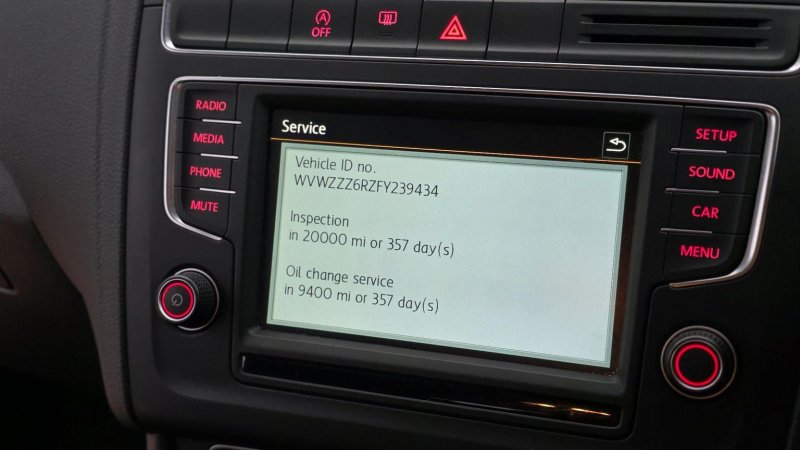 OFF
Service
RADIO
MEDIA
PHONE
MUTE
Vehicle ID no.
WVWZZZ6RZFY239434
Inspection
in 20000 mi or 357 day(s)
Oil change service
in 9400 mi or 357 day(s)
SETUP
SOUND
CAR
MENU